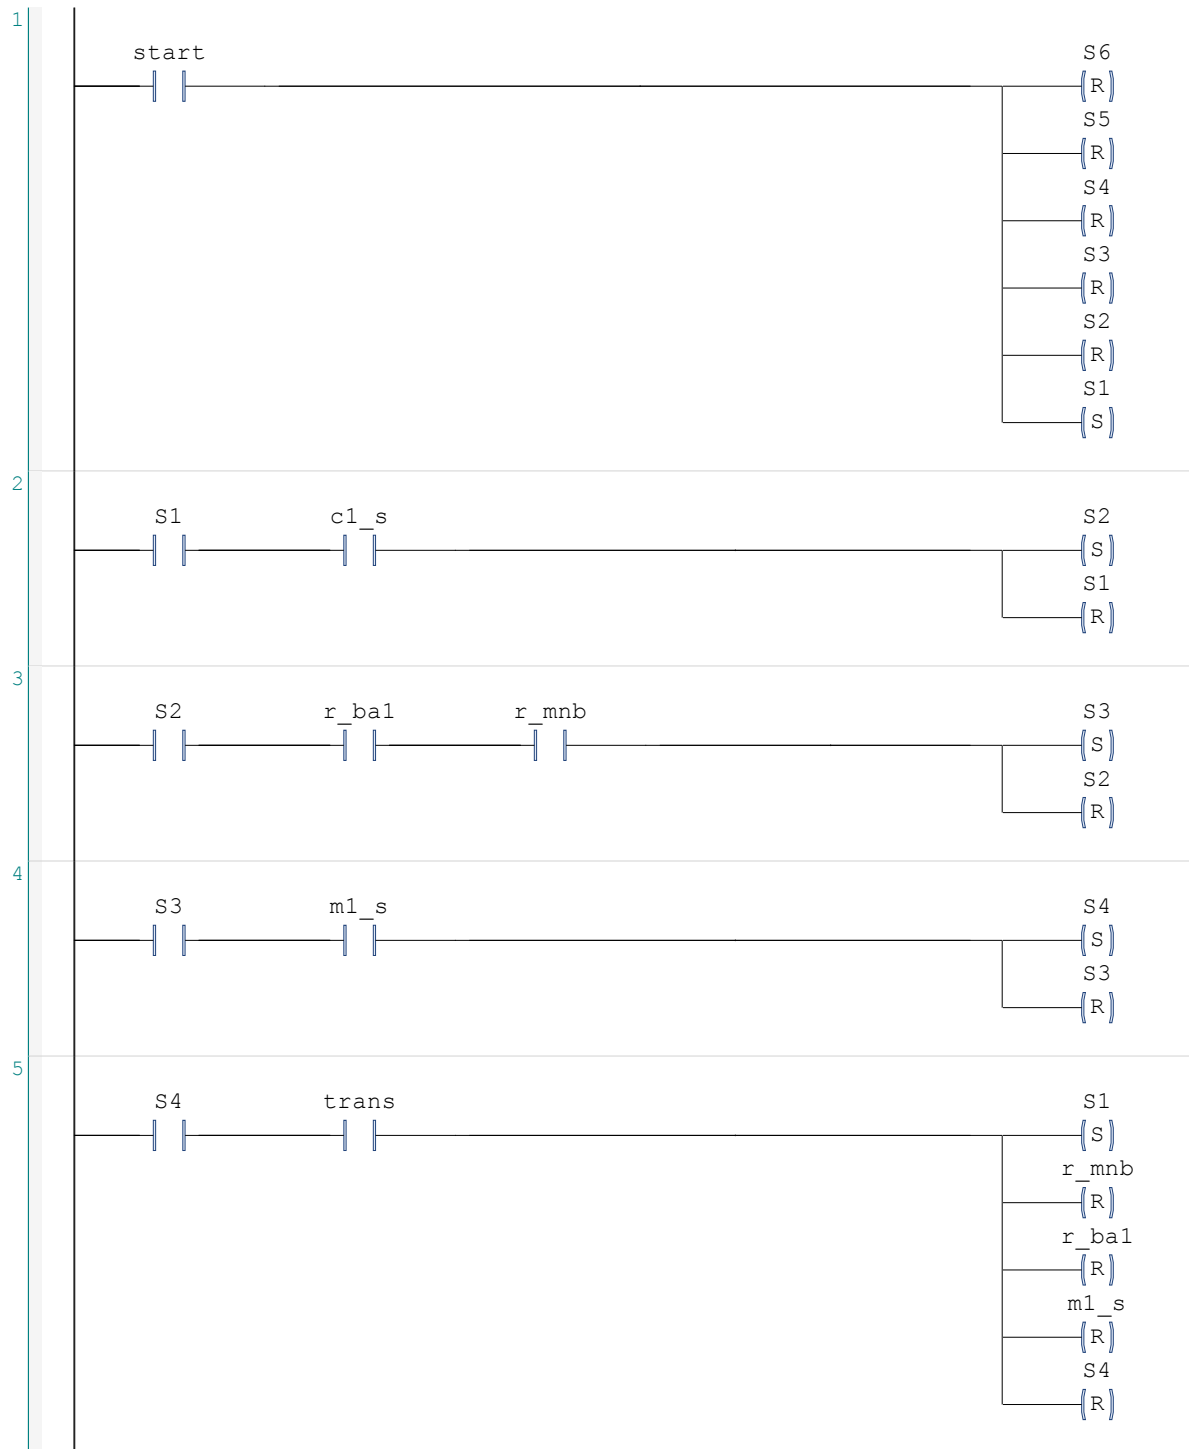 1
start S6
(R)
S5
(R)
S4
(R)
S3
(R)
S2
(R)
S1
(S)
2
S1 c1_s S2
(S)
S1
(R)
3
S2 r_ba1 r_mnb S3
(S)
S2
(R)
4
S3 m1_s S4
(S)
S3
(R)
5
S4 trans S1
(S)
r_mnb
(R)
r_ba1
(R)
m1_s
(R)
S4
(R)